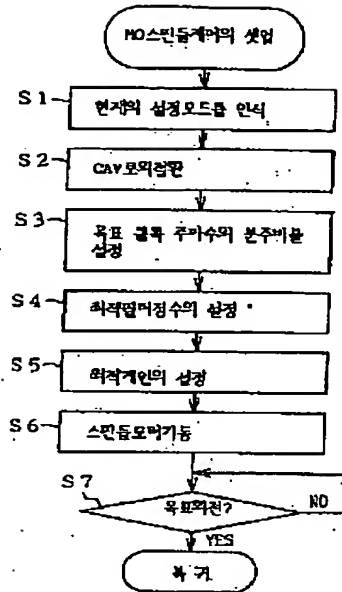 MO스핀들제어의 셋업
S1
현재의 설정모드를 인식
S2
CAV로의전환
S3
목표 클록 주파수의 분주비를
설정
S4
최적필터정수의 설정
S5
최적게인의 설정
S6
스핀들모터기동
S7
목표회전?
NO
YES
복귀